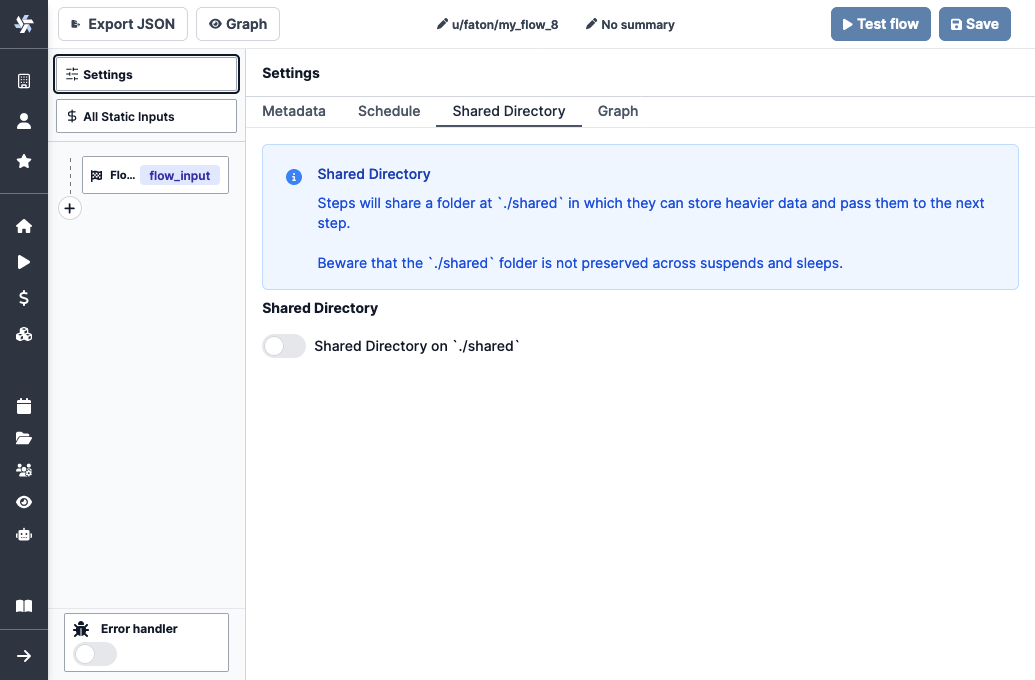 Export JSON
Graph
u/faton/my_flow_8
No summary
Test flow
Save
Settings
All Static Inputs
Flo...
flow_input
Error handler
Settings
Metadata
Schedule
Shared Directory
Graph
Shared Directory
Steps will share a folder at `./shared` in which they can store heavier data and pass them to the next
step.
Beware that the `./shared` folder is not preserved across suspends and sleeps.
Shared Directory
Shared Directory on `./shared`